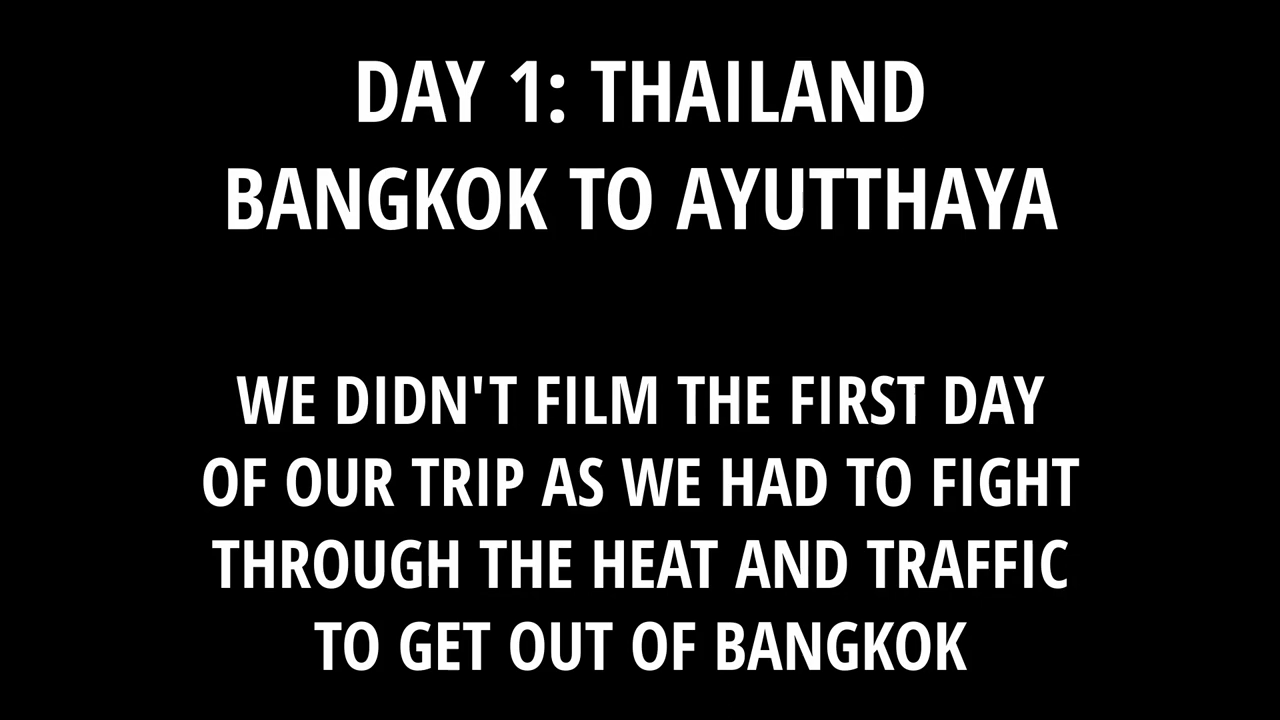 DAY 1: THAILAND
BANGKOK TO AYUTTHAYA
WE DIDN'T FILM THE FIRST DAY
OF OUR TRIP AS WE HAD TO FIGHT
THROUGH THE HEAT AND TRAFFIC
TO GET OUT OF BANGKOK